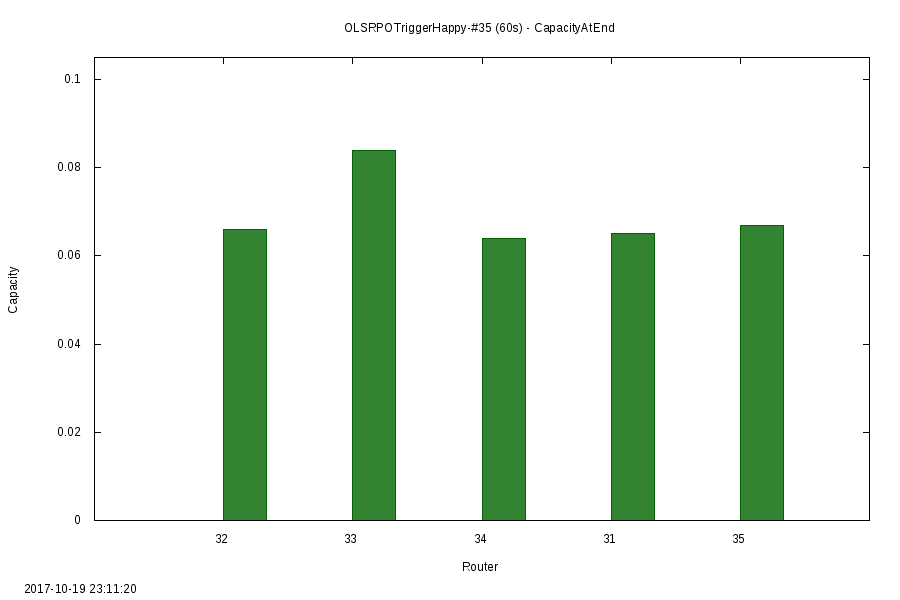 OLSRPOTriggerHappy-#35 (60s) - CapacityAtEnd
0.1
0.08
0.06
0.04
0.02
0
Capacity
32 33 34 31 35
Router
2017-10-19 23:11:20